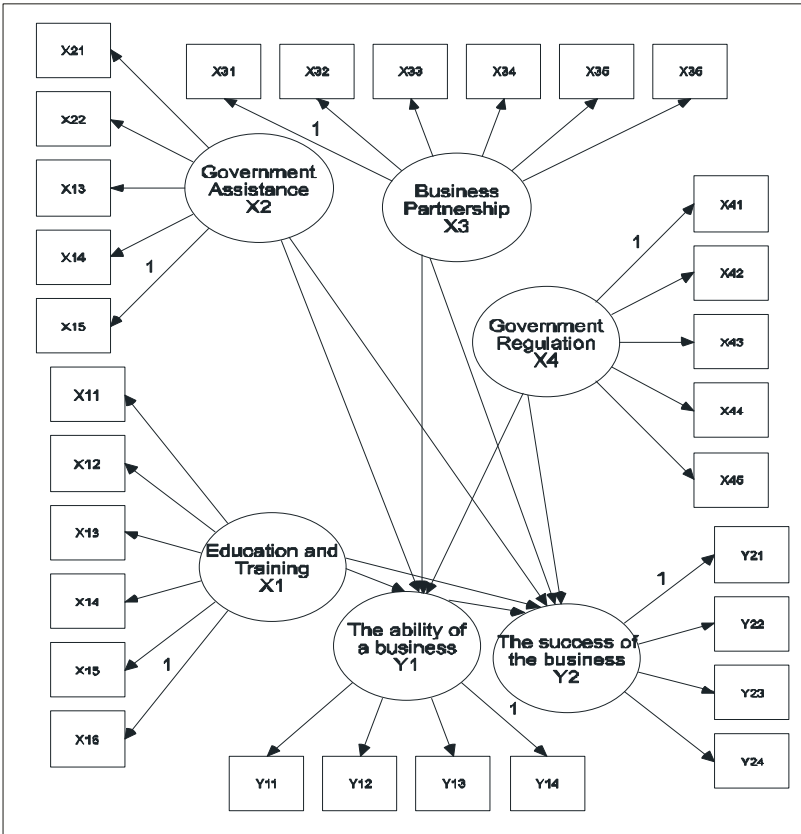 X21
X22
X13
X14
X15
1
Government
Assistance
X2
X31
X32
X33
X34
X35
X36
1
Business
Partnership
X3
X41
X42
X43
X44
X45
1
Government
Regulation
X4
X11
X12
X13
X14
X15
X16
1
Education and
Training
X1
The ability of
a business
Y1
The success of
the business
Y2
1
Y21
Y22
Y23
Y24
1
Y11
Y12
Y13
Y14